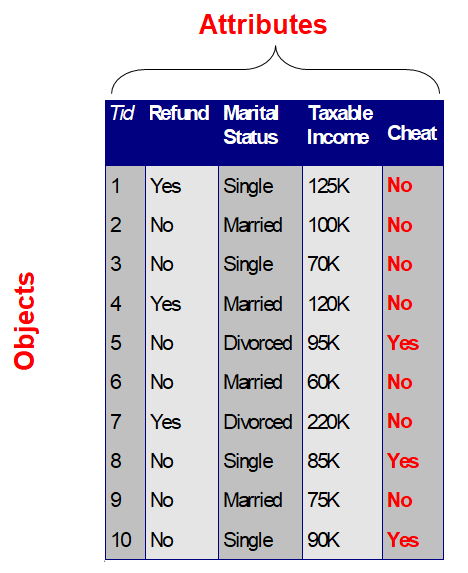 Attributes
Tid Refund Marital Status Taxable Income Cheat
1 Yes Single 125K No
2 No Married 100K No
3 No Single 70K No
4 Yes Married 120K No
5 No Divorced 95K Yes
6 No Married 60K No
7 Yes Divorced 220K No
8 No Single 85K Yes
9 No Married 75K No
10 No Single 90K Yes
Objects